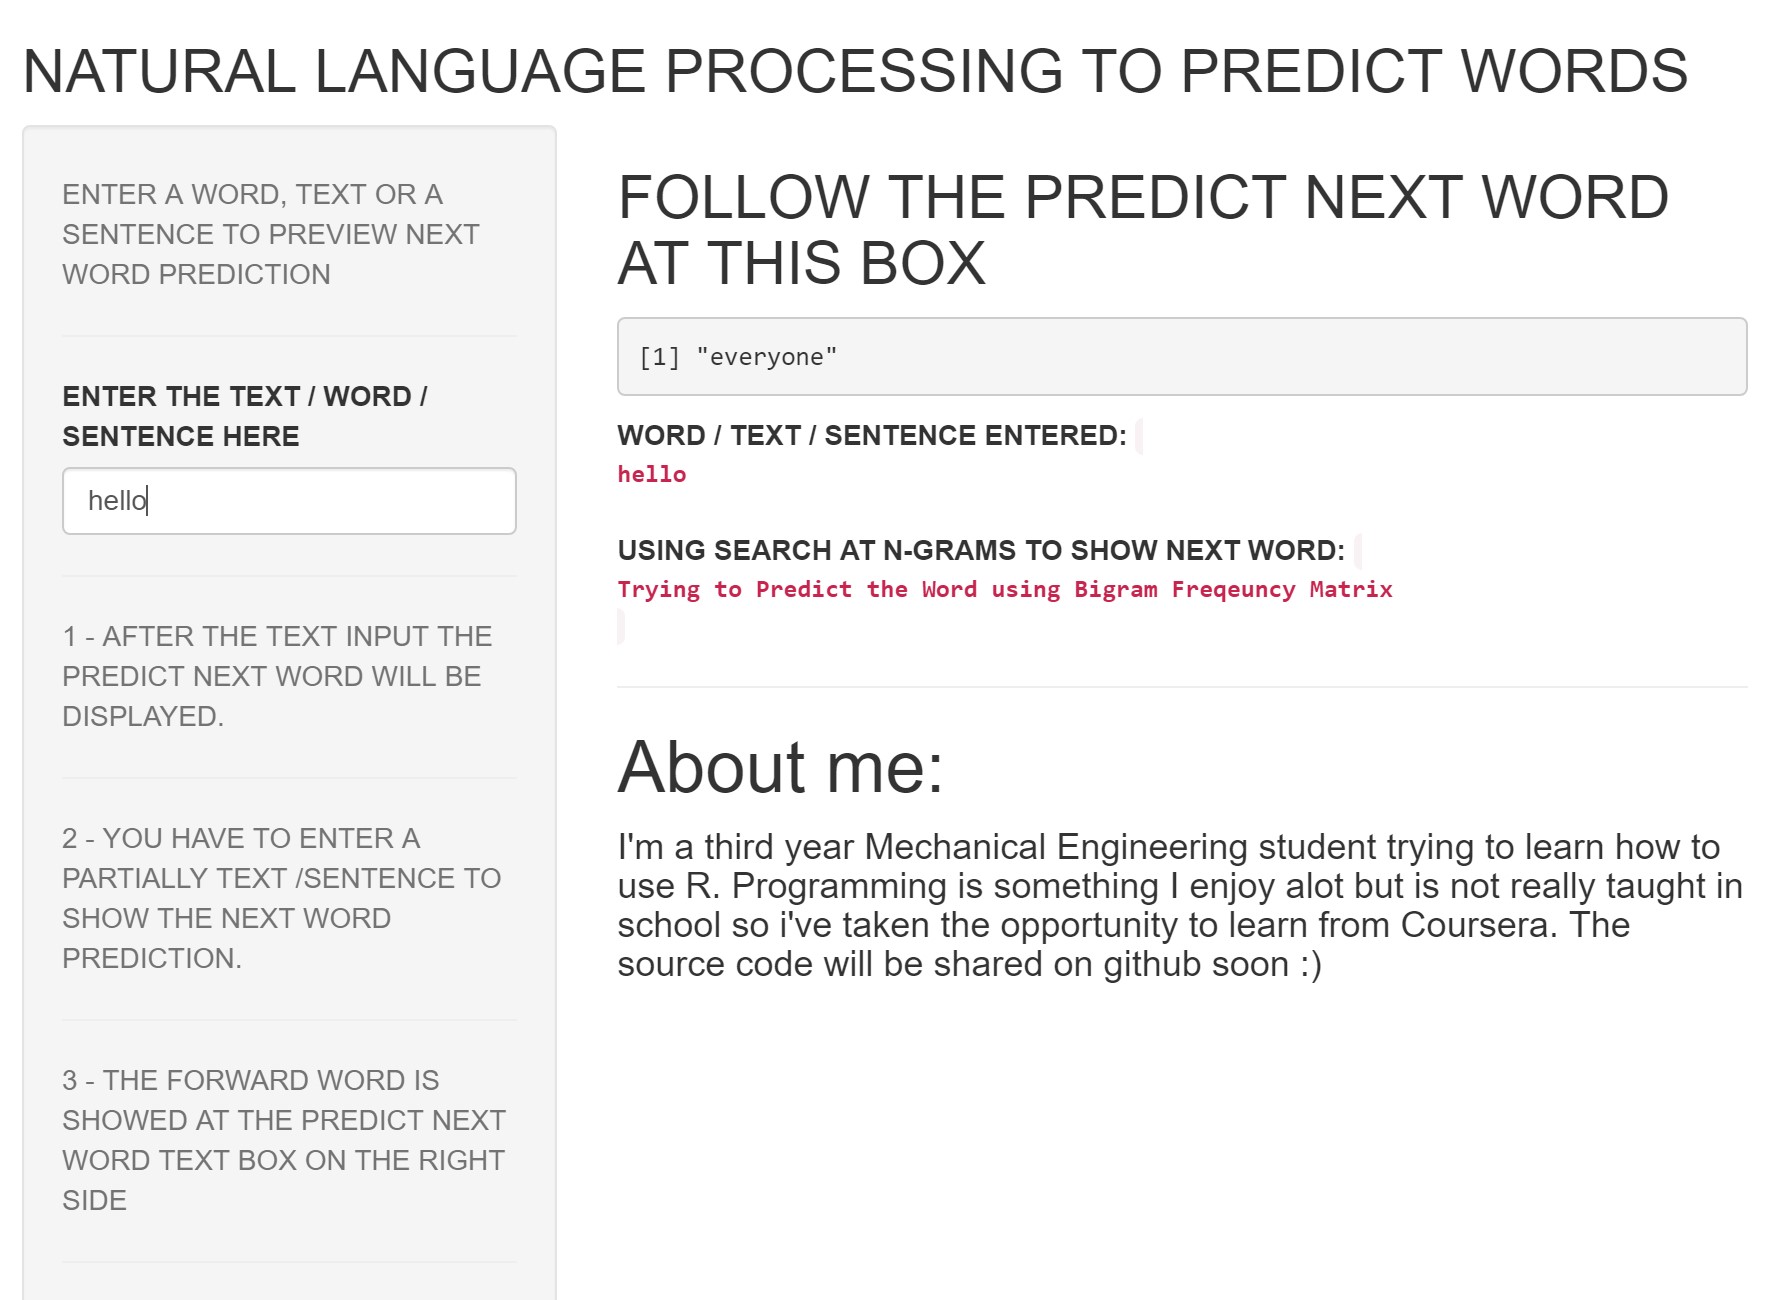 NATURAL LANGUAGE PROCESSING TO PREDICT WORDS
ENTER A WORD, TEXT OR A
SENTENCE TO PREVIEW NEXT
WORD PREDICTION
ENTER THE TEXT / WORD /
SENTENCE HERE
hello
1 - AFTER THE TEXT INPUT THE
PREDICT NEXT WORD WILL BE
DISPLAYED.
2 - YOU HAVE TO ENTER A
PARTIALLY TEXT /SENTENCE TO
SHOW THE NEXT WORD
PREDICTION.
3 - THE FORWARD WORD IS
SHOWED AT THE PREDICT NEXT
WORD TEXT BOX ON THE RIGHT
SIDE
FOLLOW THE PREDICT NEXT WORD
AT THIS BOX
[1] "everyone"
WORD / TEXT / SENTENCE ENTERED:
hello
USING SEARCH AT N-GRAMS TO SHOW NEXT WORD:
Trying to Predict the Word using Bigram Freqeuncy Matrix
About me:
I'm a third year Mechanical Engineering student trying to learn how to
use R. Programming is something I enjoy alot but is not really taught in
school so i've taken the opportunity to learn from Coursera. The
source code will be shared on github soon :)